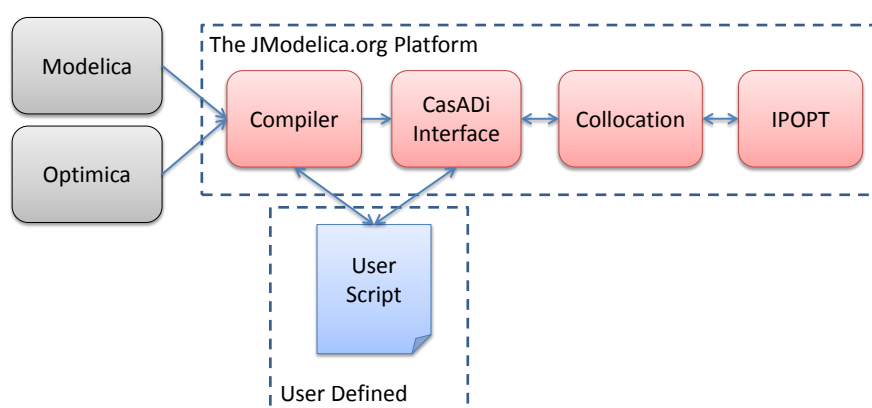 The JModelica.org Platform
Modelica
Optimica
Compiler
CasADi
Interface
Collocation
IPOPT
User
Script
User Defined